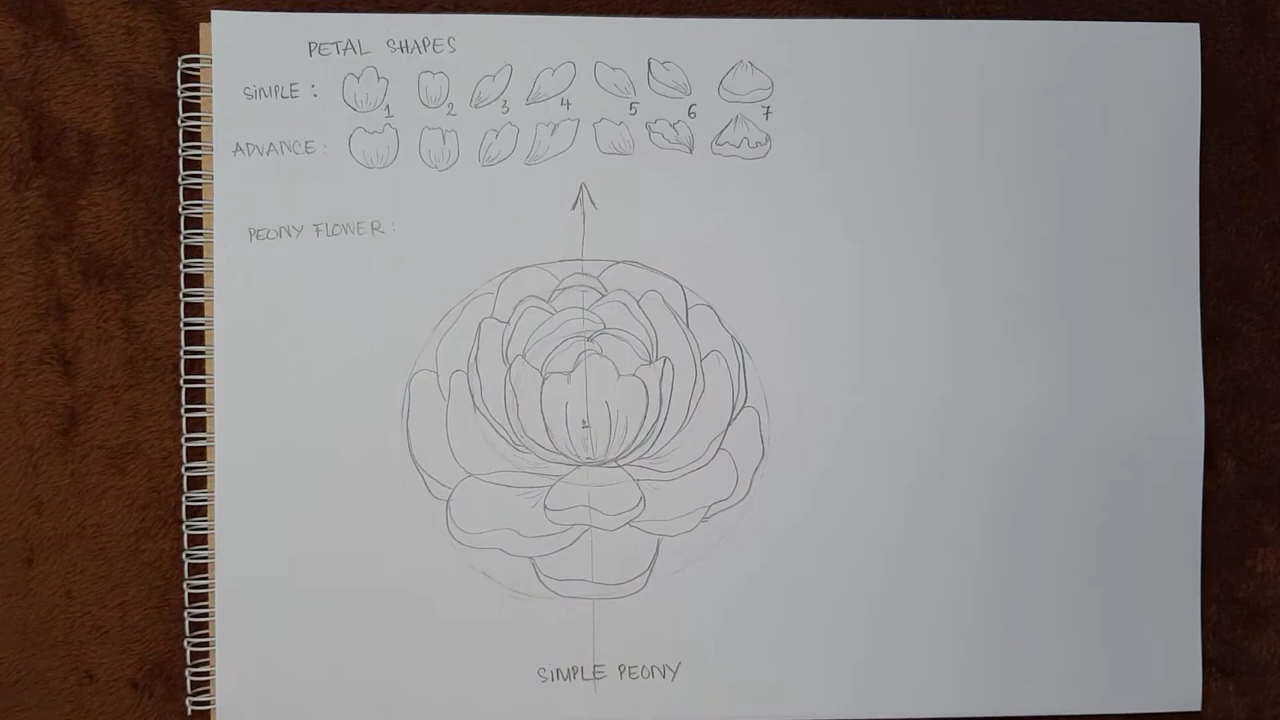 PETAL SHAPES
SiMPLE :
1 2 3 4 5 6 7
ADVANCE :
PEONY FLOWER :
SiMPLE PEONY